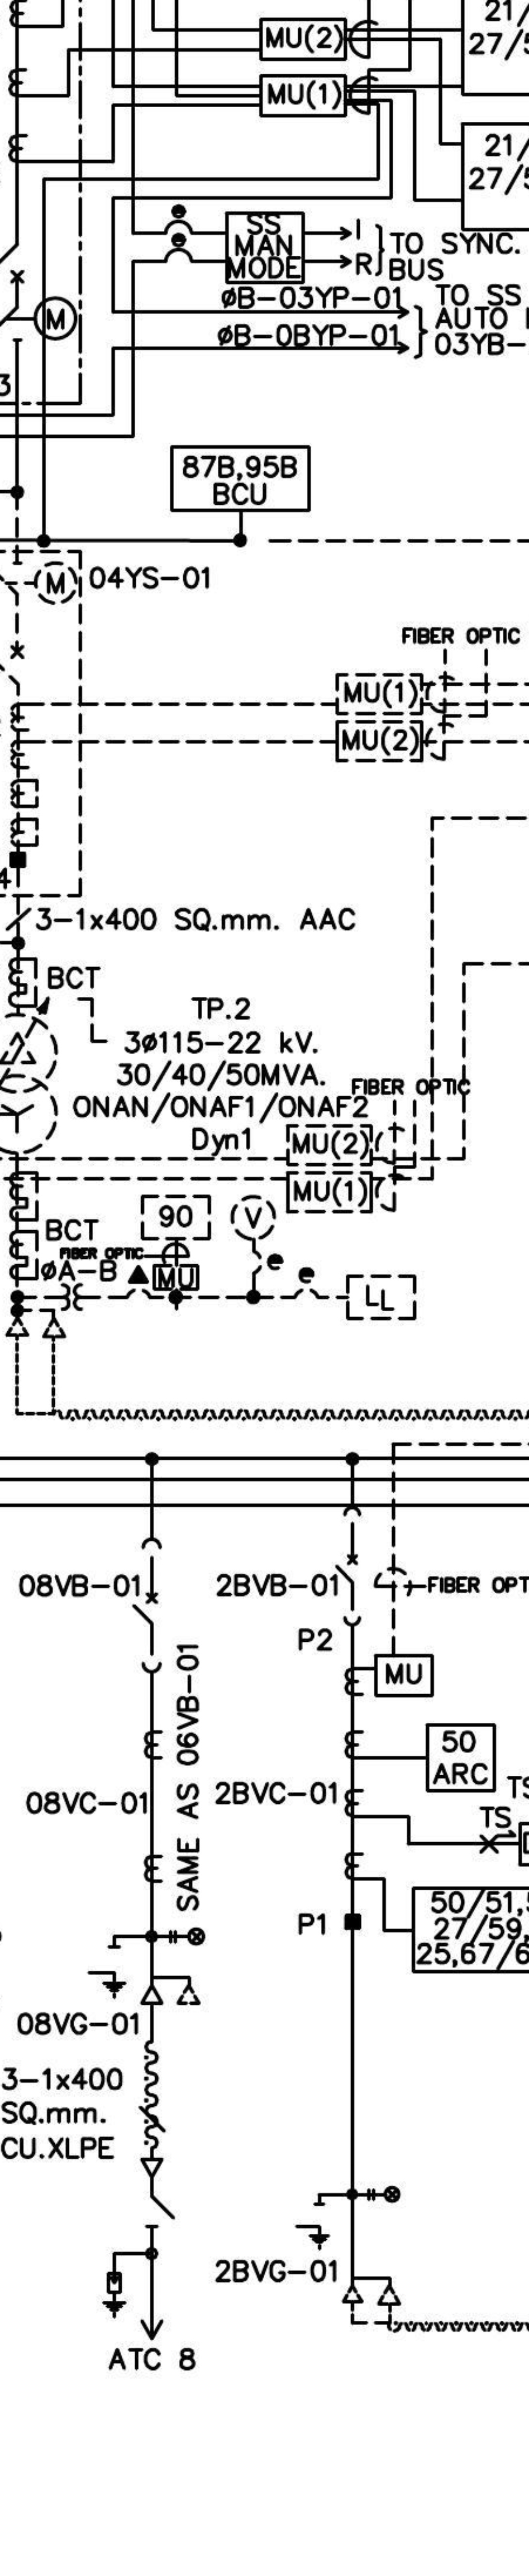 21/
MU(2)
27/5
MU(1)
21/
27/5
SS
MAN
MODE
I
R
TO SYNC.
BUS
øB-03YP-01
TO SS
AUTO
M
øB-0BYP-01
03YB-
3
87B,95B
BCU
M
04YS-01
FIBER OPTIC
MU(1)
MU(2)
4
3-1x400 SQ.mm. AAC
BCT
TP.2
3ø115-22 kV.
30/40/50MVA.
FIBER OPTIC
ONAN/ONAF1/ONAF2
Dyn1
MU(2)
MU(1)
90
V
BCT
FIBER OPTIC
øA-B
MU
e
e
LL
08VB-01
2BVB-01
FIBER OPT
P2
MU
SAME AS 06VB-01
50
ARC
08VC-01
2BVC-01
TS
TS
P1
50/51,5
27/59,
25,67/6
08VG-01
3-1x400
SQ.mm.
CU.XLPE
2BVG-01
ATC 8